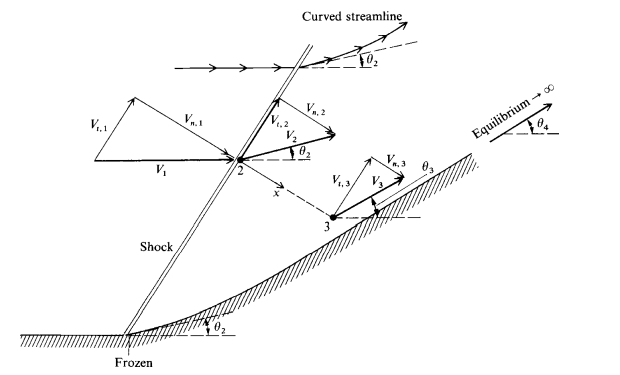 Curved streamline
θ2
Equilibrium → ∞
θ4
Vt,1
Vn,1
V1
Vt,2
Vn,2
V2
θ2
2
x
Vt,3
Vn,3
V3
θ3
3
Shock
θ2
Frozen